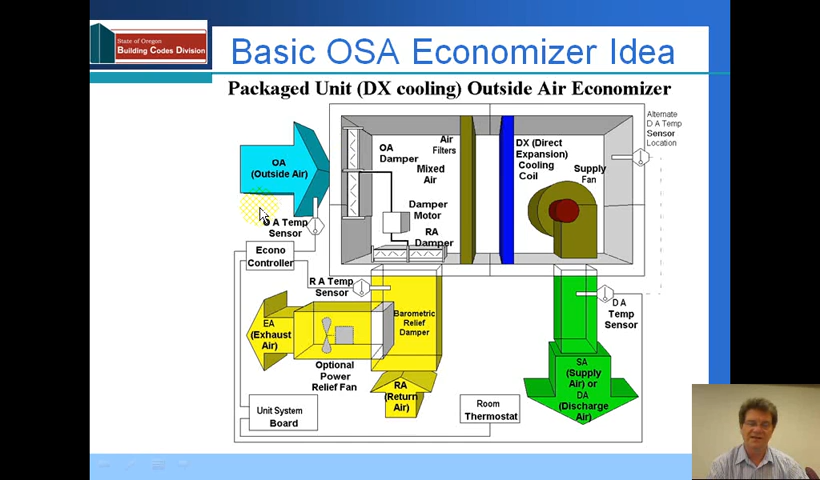 State of Oregon
Building Codes Division
Basic OSA Economizer Idea
Packaged Unit (DX cooling) Outside Air Economizer
Alternate
D A Temp
Sensor
Location
OA
(Outside Air)
OA
Damper
Air
Filters
Mixed
Air
DX (Direct
Expansion)
Cooling
Coil
Supply
Fan
Damper
Motor
RA
Damper
O A Temp
Sensor
Econo
Controller
R A Temp
Sensor
D A
Temp
Sensor
EA
(Exhaust
Air)
Barometric
Relief
Damper
Optional
Power
Relief Fan
RA
(Return
Air)
SA
(Supply
Air) or
DA
(Discharge
Air)
Unit System
Board
Room
Thermostat